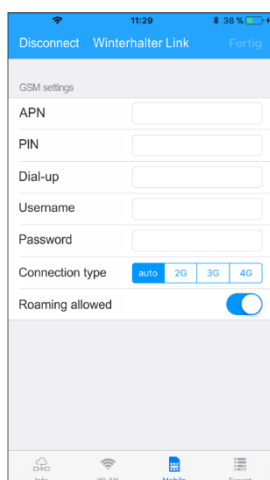 11:29 38 %
Disconnect Winterhalter Link Fertig
GSM settings
APN
PIN
Dial-up
Username
Password
Connection type auto 2G 3G 4G
Roaming allowed
Info WLAN Mobile Expert